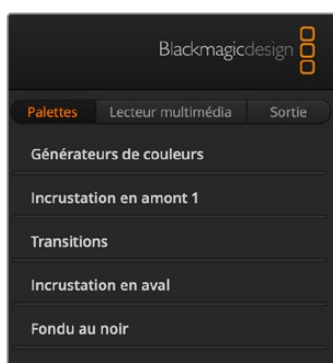 Blackmagicdesign
Palettes Lecteur multimédia Sortie
Générateurs de couleurs
Incrustation en amont 1
Transitions
Incrustation en aval
Fondu au noir